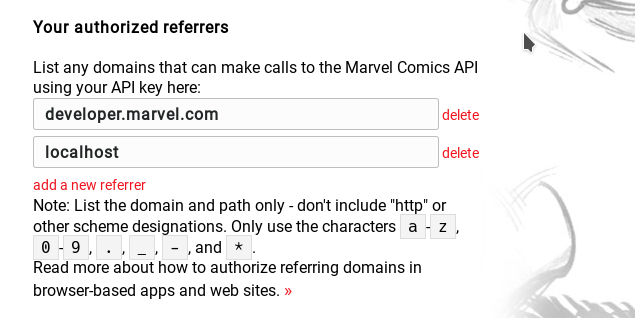 Your authorized referrers
List any domains that can make calls to the Marvel Comics API
using your API key here:
developer.marvel.com delete
localhost delete
add a new referrer
Note: List the domain and path only - don't include "http" or
other scheme designations. Only use the characters a-z,
0-9, ., _, -, and *.
Read more about how to authorize referring domains in
browser-based apps and web sites. »